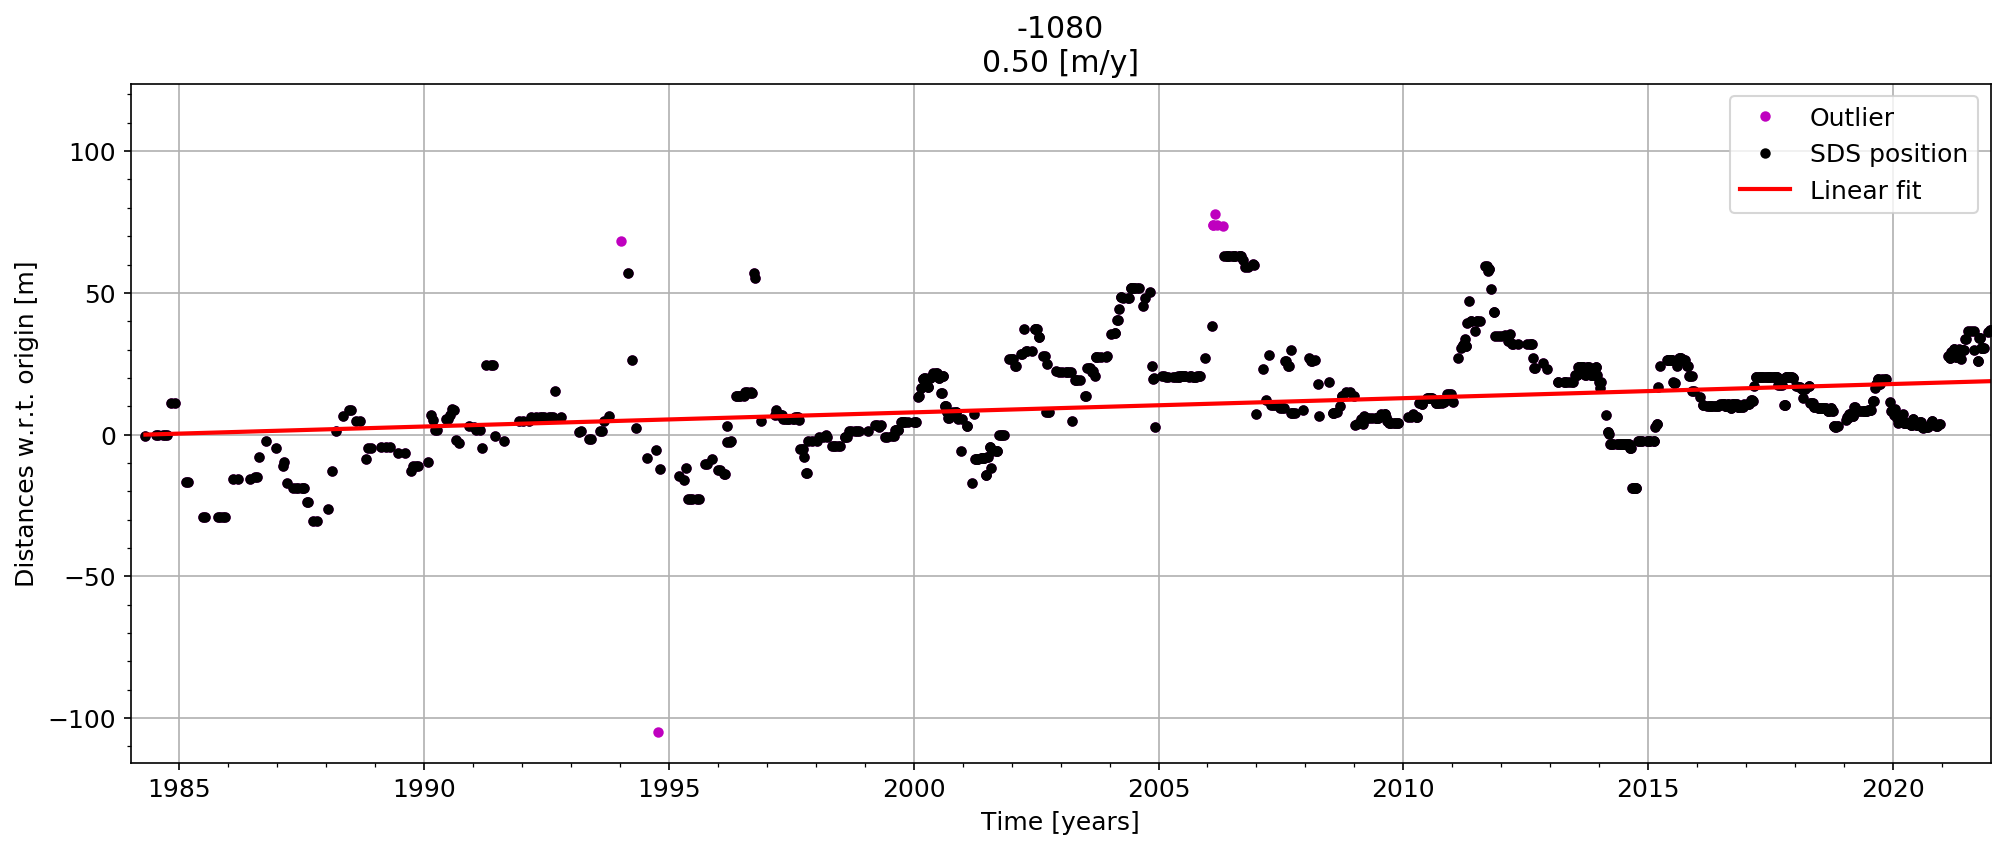 -1080
0.50 [m/y]
Outlier
SDS position
Linear fit
Distances w.r.t. origin [m]
100
50
0
−50
−100
1985 1990 1995 2000 2005 2010 2015 2020
Time [years]